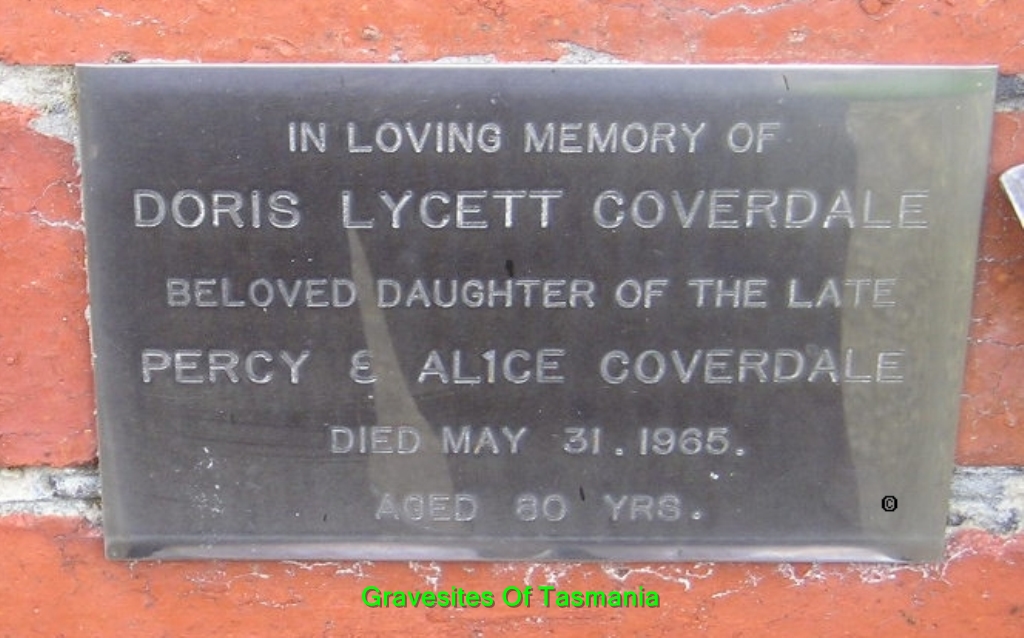 IN LOVING MEMORY OF
DORIS LYCETT COVERDALE
BELOVED DAUGHTER OF THE LATE
PERCY & AL1CE COVERDALE
DIED MAY 31.1965.
AGED 80 YRS.
©
Gravesites Of Tasmania